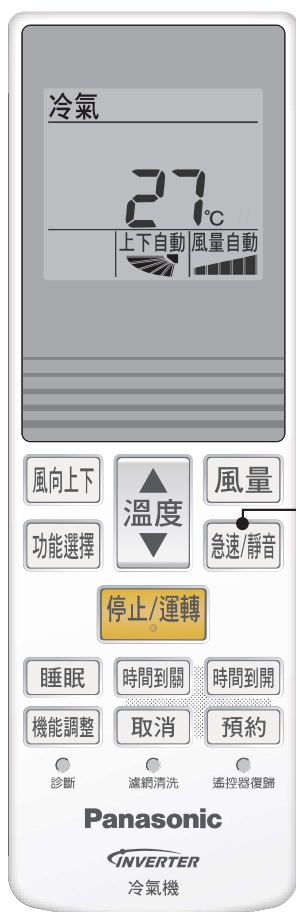 冷氣
27℃
上下自動 風量自動
風向上下 溫度 風量
功能選擇 急速/靜音
停止/運轉
睡眠 時間到關 時間到開
機能調整 取消 預約
診斷 濾網清洗 遙控器復歸
Panasonic
INVERTER
冷氣機